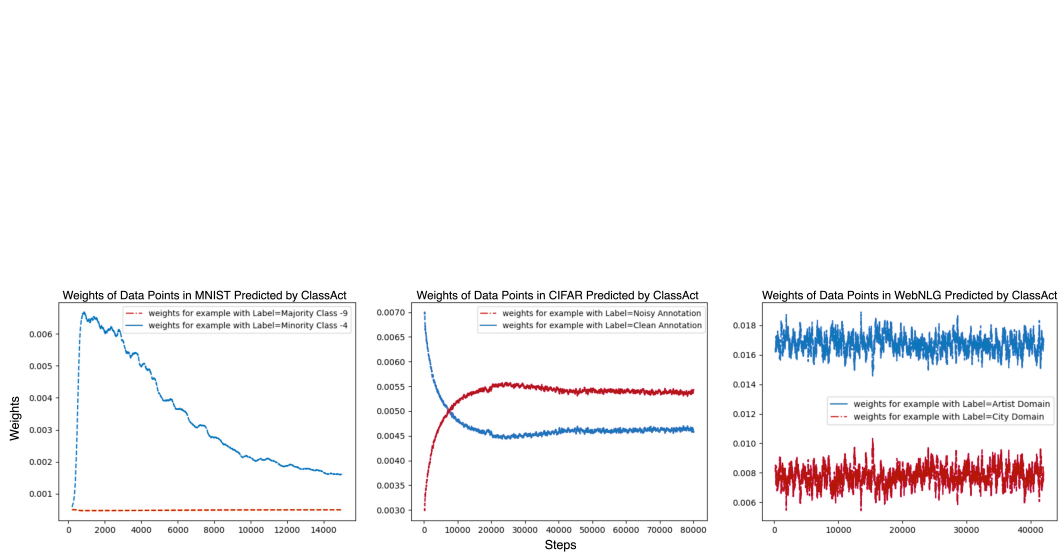 Weights of Data Points in MNIST Predicted by ClassAct
weights for example with Label=Majority Class -9
weights for example with Label=Minority Class -4
0.006
0.005
0.004
0.003
0.002
0.001
0 2000 4000 6000 8000 10000 12000 14000
Weights
Weights of Data Points in CIFAR Predicted by ClassAct
weights for example with Label=Noisy Annotation
weights for example with Label=Clean Annotation
0.0070
0.0065
0.0060
0.0055
0.0050
0.0045
0.0040
0.0035
0.0030
0 10000 20000 30000 40000 50000 60000 70000 80000
Steps
Weights of Data Points in WebNLG Predicted by ClassAct
0.018
0.016
0.014
0.012
0.010
0.008
0.006
weights for example with Label=Artist Domain
weights for example with Label=City Domain
0 10000 20000 30000 40000